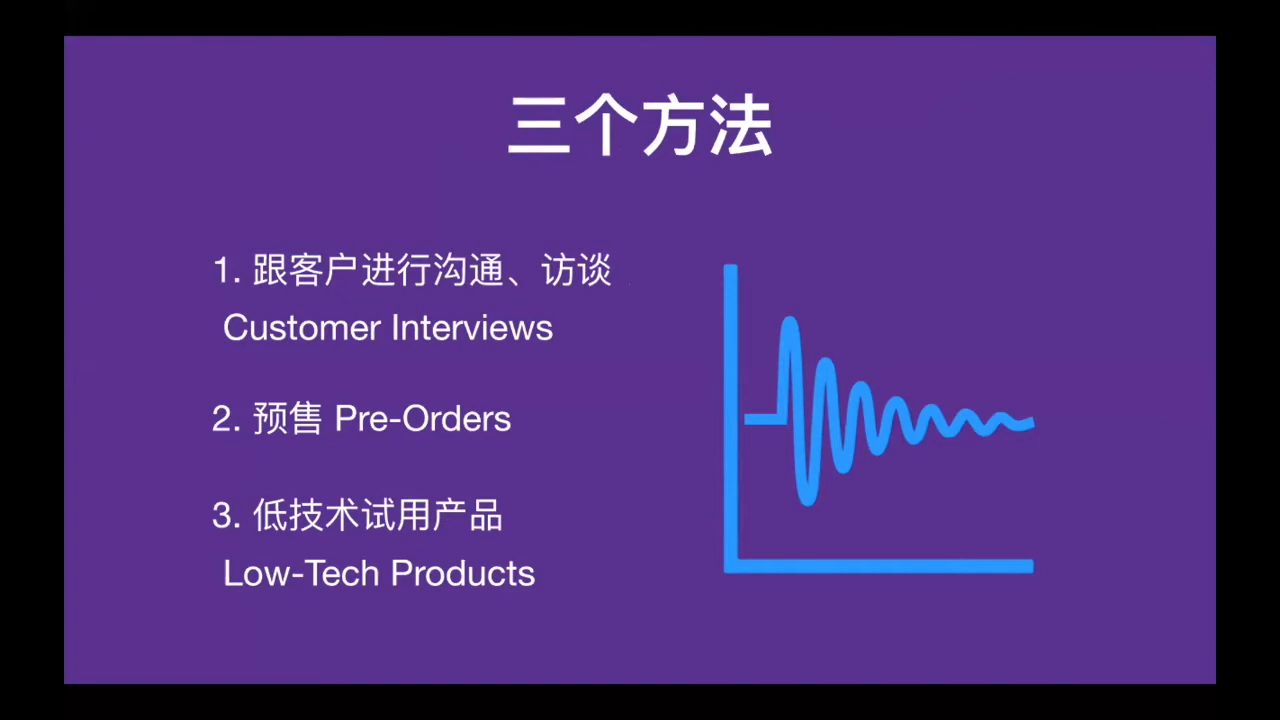 三个方法
1. 跟客户进行沟通、访谈
Customer Interviews
2. 预售 Pre-Orders
3. 低技术试用产品
Low-Tech Products